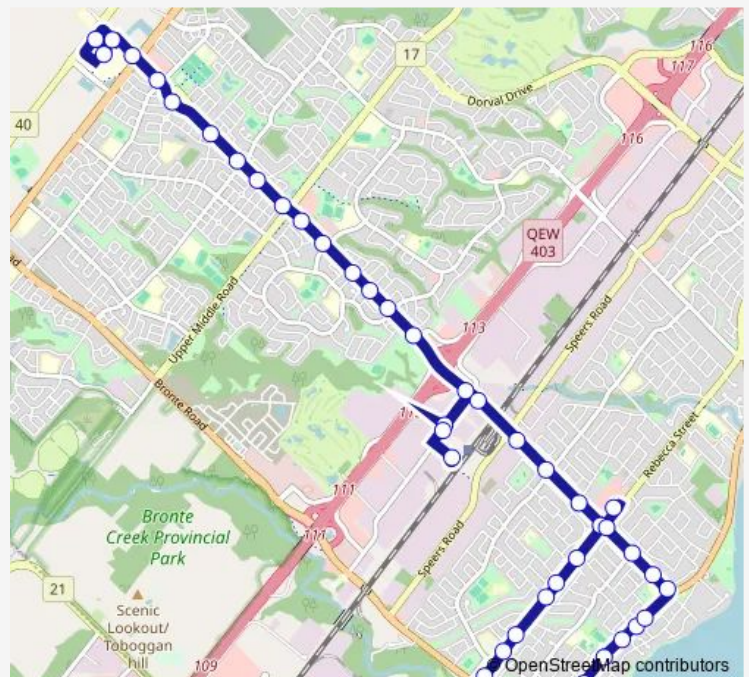 116
117
17
Dorval Drive
40
116
QEW
403
Upper Middle Road
113
Speers Road
Bronte Road
Rebecca Street
111
Bronte
Creek Provincial
Park
111
Speers Road
21
Scenic
Lookout/
Toboggan
hill
109
© OpenStreetMap contributors